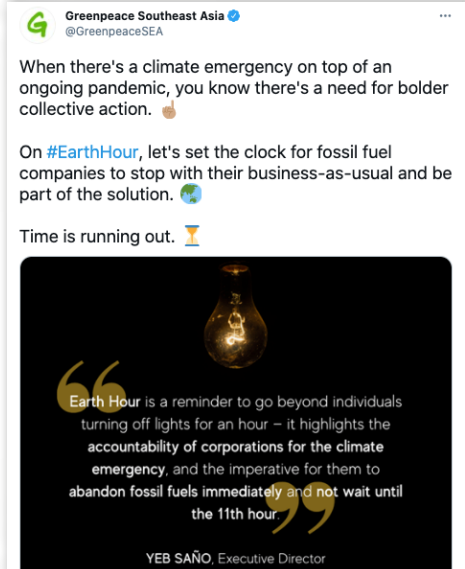 Greenpeace Southeast Asia
@GreenpeaceSEA
When there's a climate emergency on top of an
ongoing pandemic, you know there's a need for bolder
collective action. ☝🏽
On #EarthHour, let's set the clock for fossil fuel
companies to stop with their business-as-usual and be
part of the solution. 🌏
Time is running out. ⏳
“Earth Hour is a reminder to go beyond individuals
turning off lights for an hour – it highlights the
accountability of corporations for the climate
emergency, and the imperative for them to
abandon fossil fuels immediately and not wait until
the 11th hour.”
YEB SAÑO, Executive Director